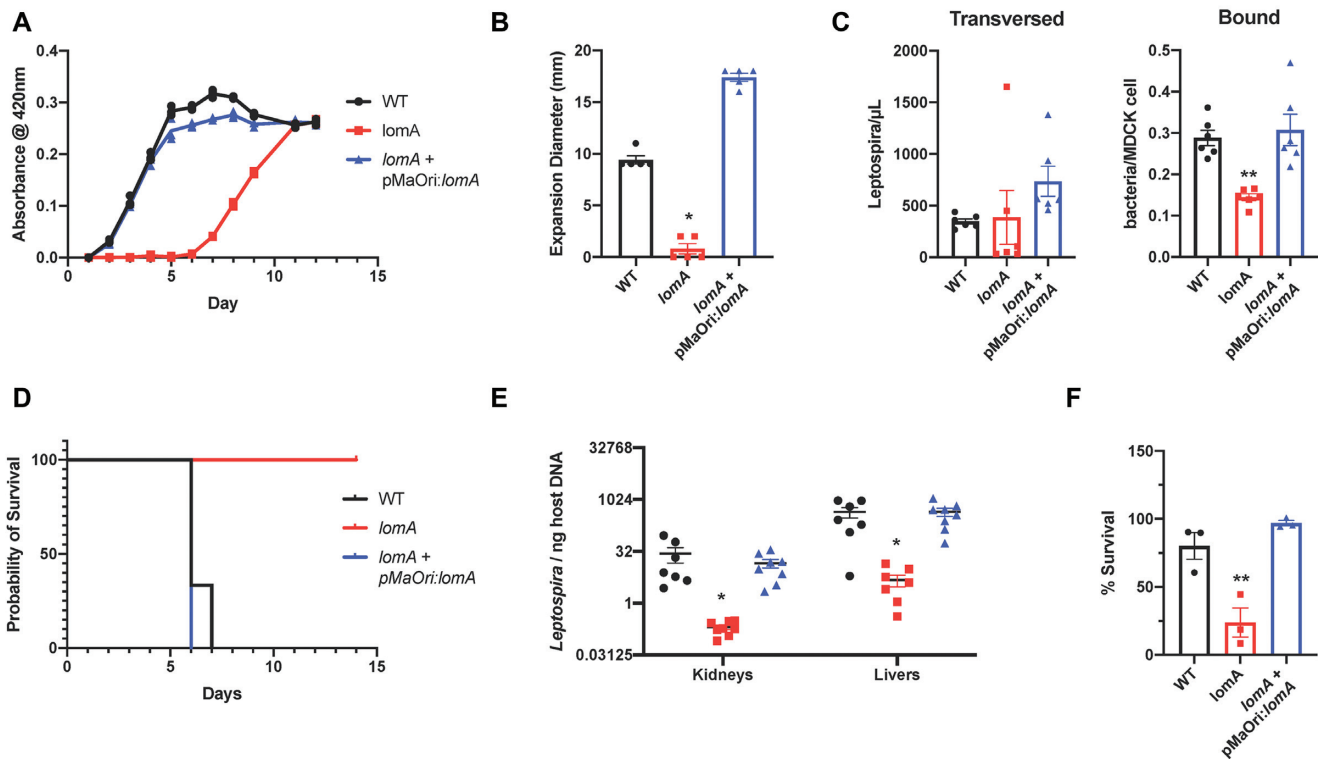 A
0.4
0.3
0.2
0.1
0.0
0
5
10
15
Absorbance @ 420nm
Day
WT
lomA
lomA +
pMaOri:lomA
B
20
15
10
5
0
Expansion Diameter (mm)
*
WT
lomA
lomA +
pMaOri:lomA
C
Transversed
2000
1500
1000
500
0
Leptospira/μL
WT
lomA
lomA +
pMaOri:lomA
Bound
0.5
0.4
0.3
0.2
0.1
0.0
bacteria/MDCK cell
**
WT
lomA
lomA +
pMaOri:lomA
D
100
50
0
0
5
10
15
Probability of Survival
Days
WT
lomA
lomA +
pMaOri:lomA
E
32768
1024
32
1
0.03125
Leptospira / ng host DNA
*
*
Kidneys
Livers
F
150
100
50
0
% Survival
**
WT
lomA
lomA +
pMaOri:lomA